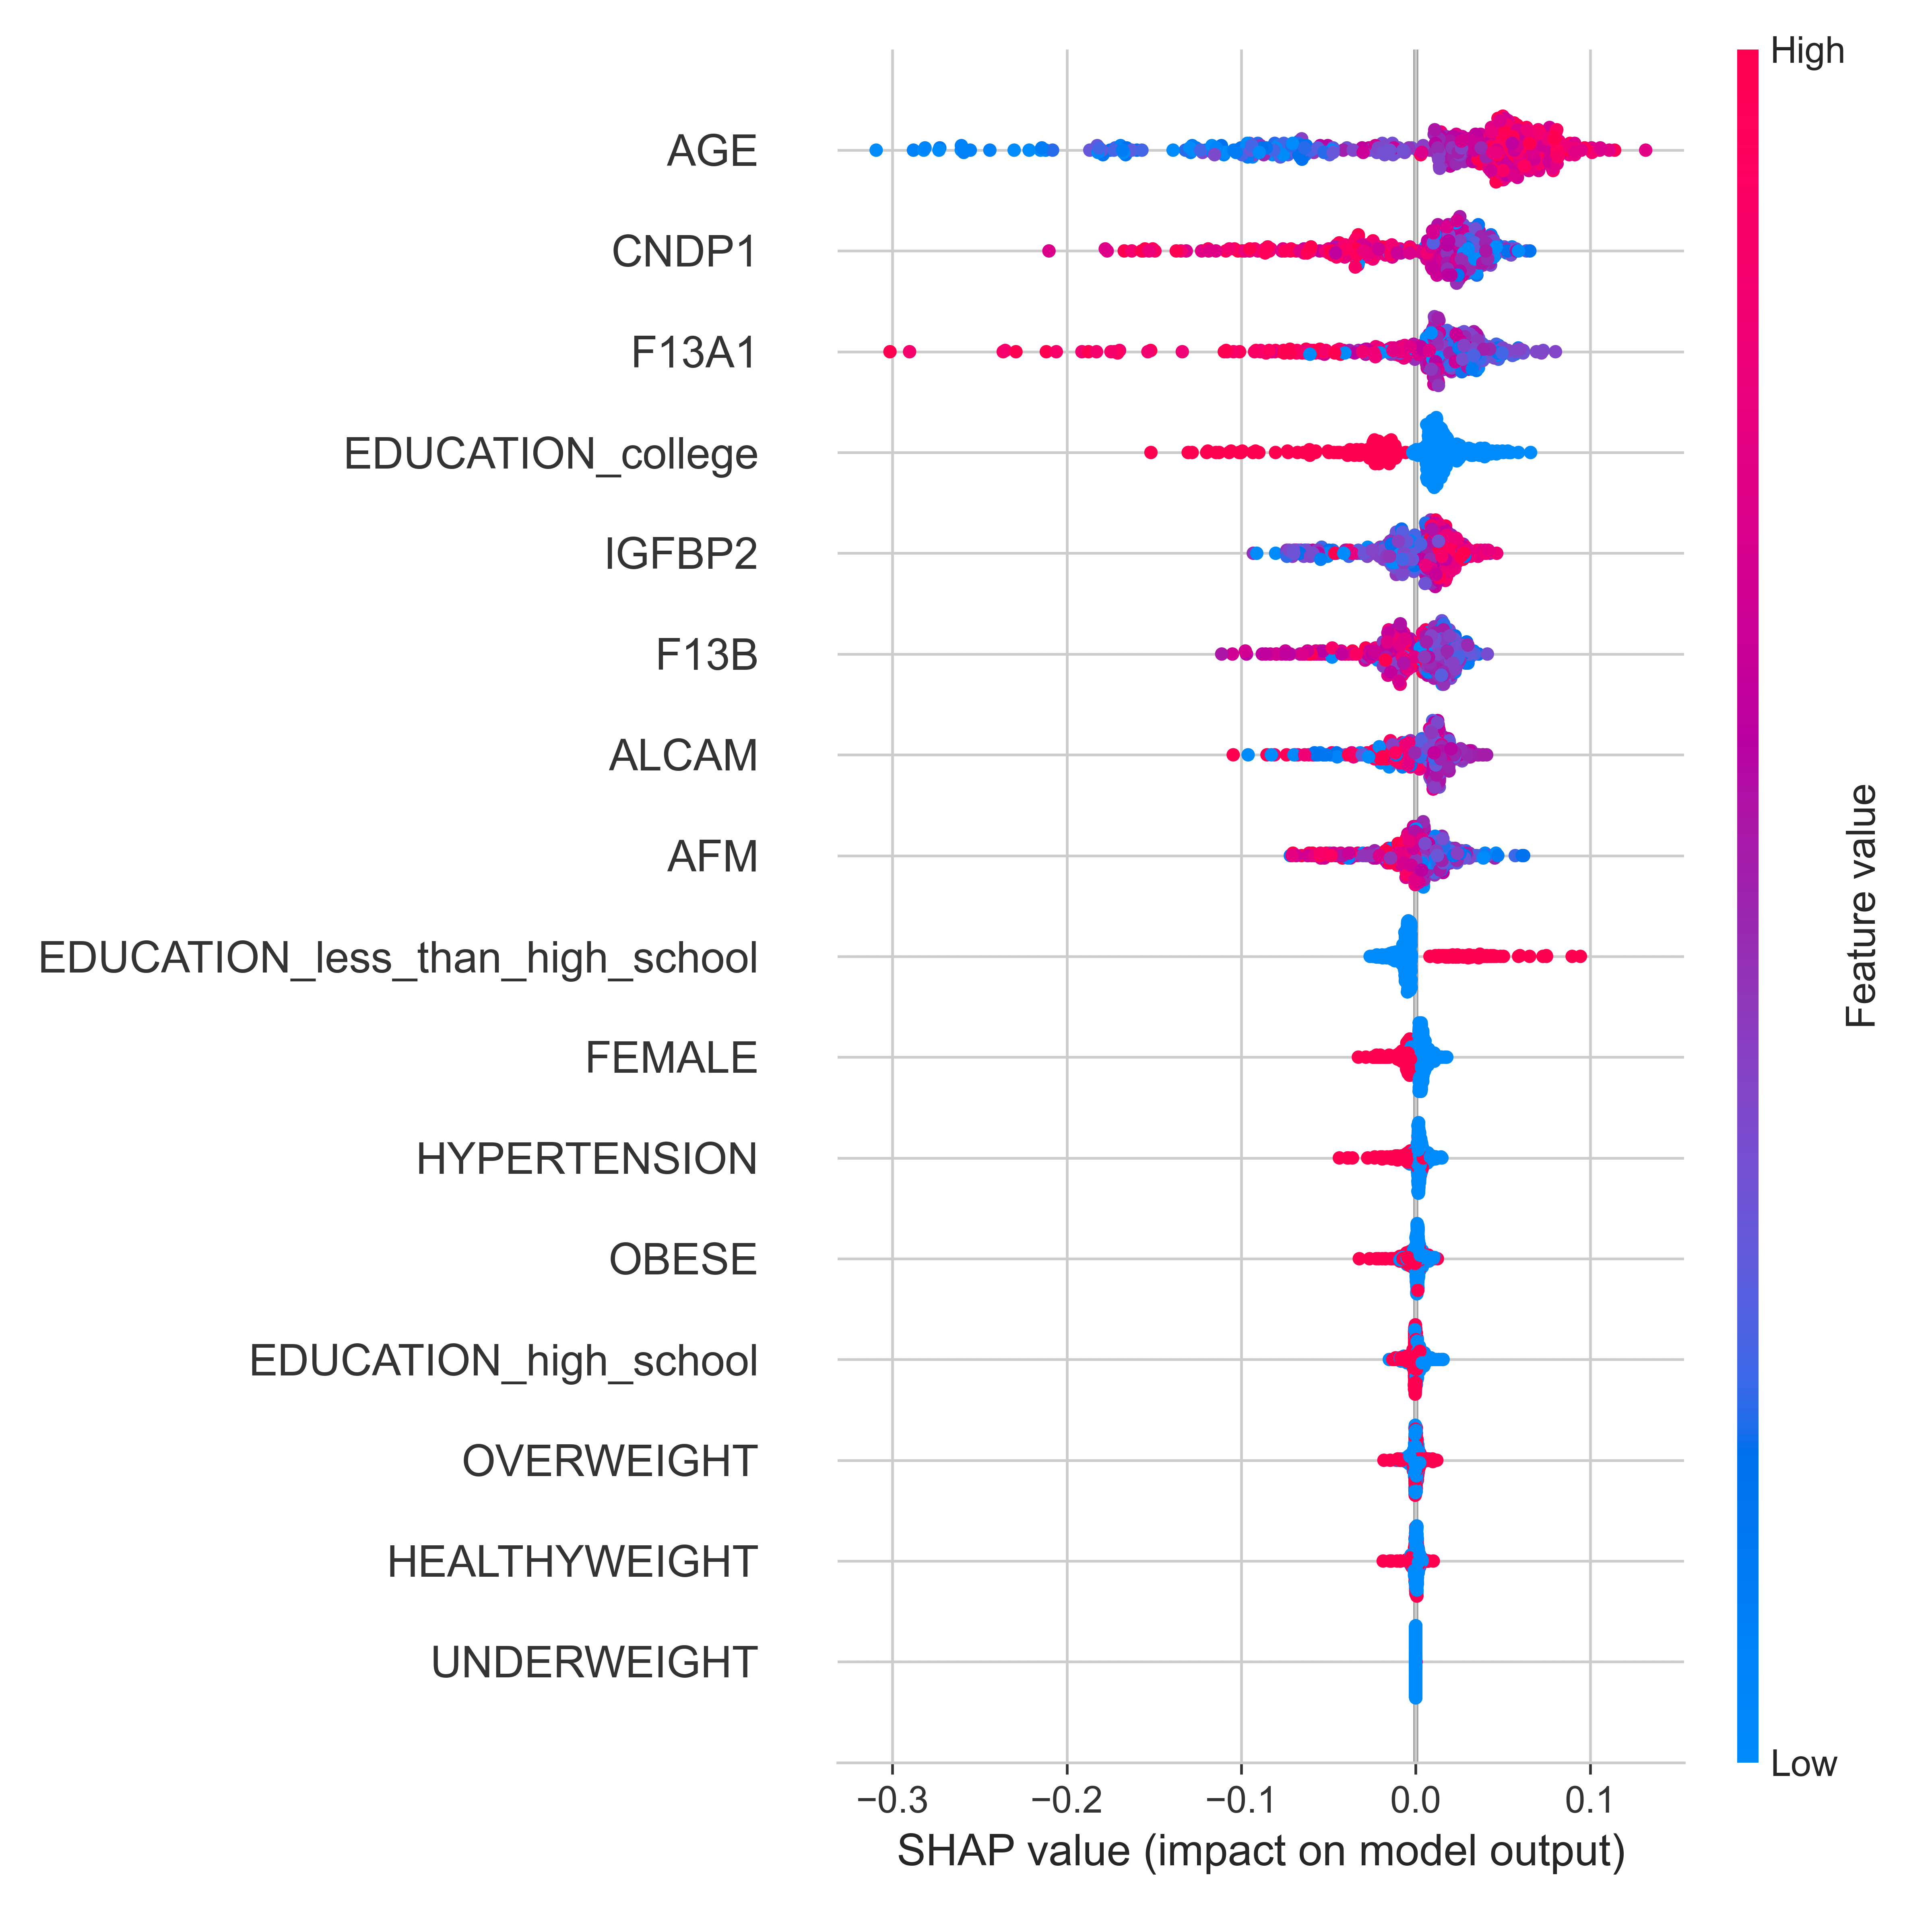 High
AGE
CNDP1
F13A1
EDUCATION_college
IGFBP2
F13B
ALCAM
AFM
EDUCATION_less_than_high_school
FEMALE
HYPERTENSION
OBESE
EDUCATION_high_school
OVERWEIGHT
HEALTHYWEIGHT
UNDERWEIGHT
Feature value
Low
−0.3 −0.2 −0.1 0.0 0.1
SHAP value (impact on model output)